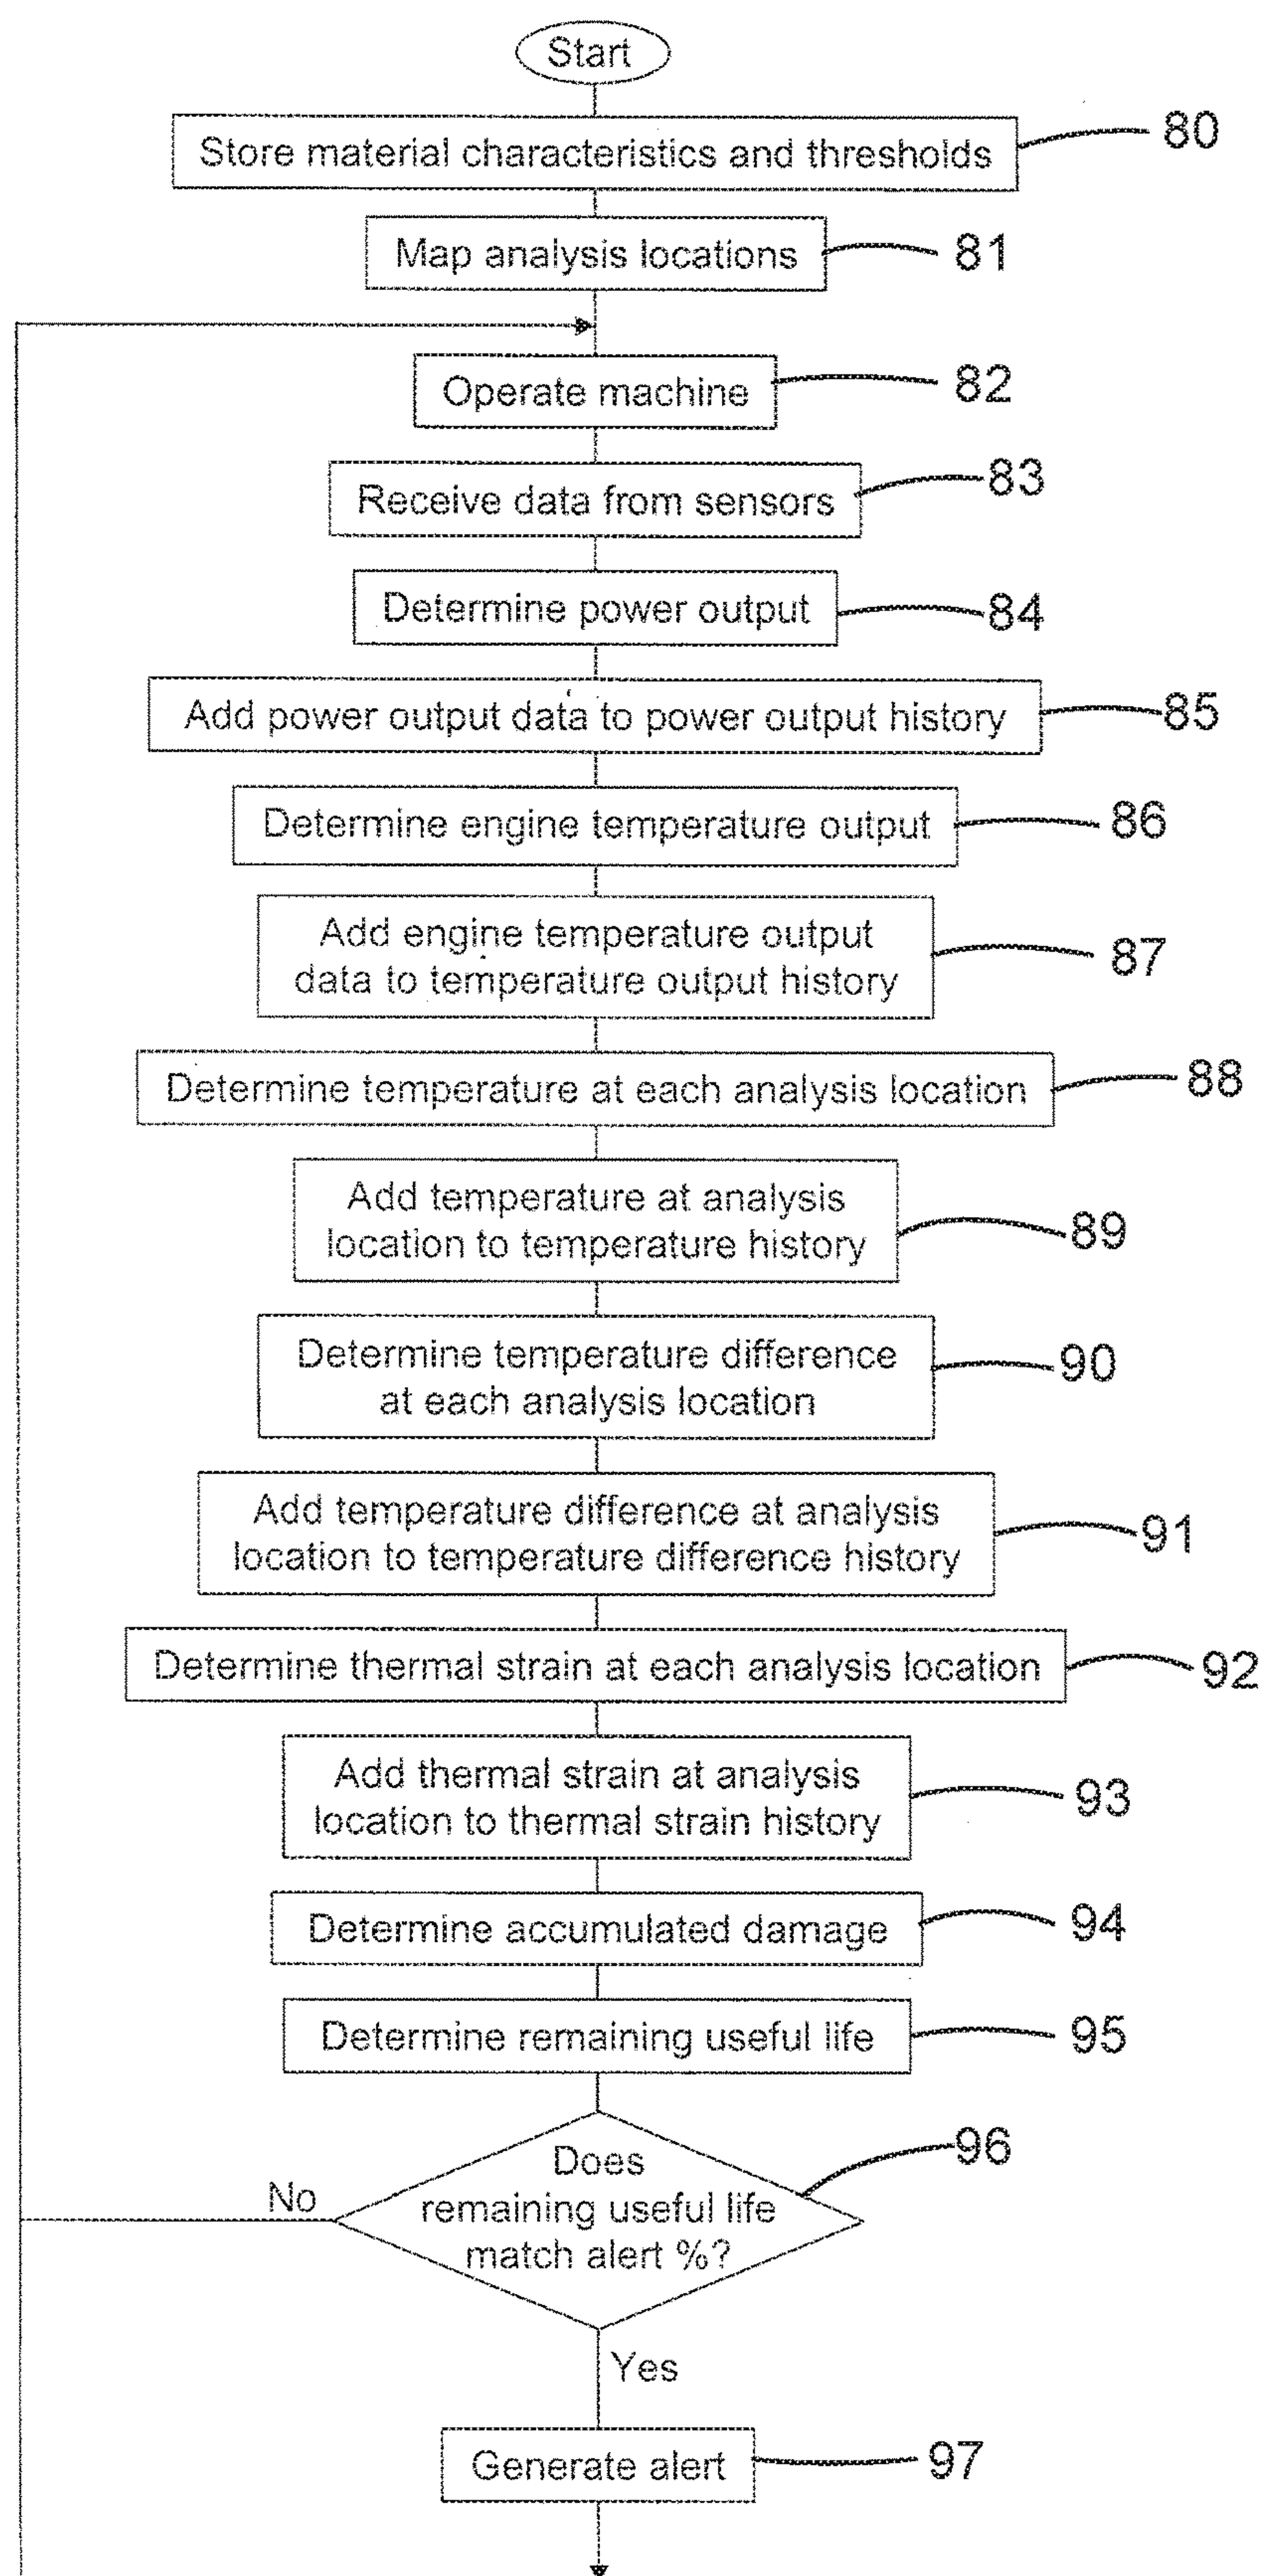 Start
Store material characteristics and thresholds
80
Map analysis locations
81
Operate machine
82
Receive data from sensors
83
Determine power output
84
Add power output data to power output history
85
Determine engine temperature output
86
Add engine temperature output
data to temperature output history
87
Determine temperature at each analysis location
88
Add temperature at analysis
location to temperature history
89
Determine temperature difference
at each analysis location
90
Add temperature difference at analysis
location to temperature difference history
91
Determine thermal strain at each analysis location
92
Add thermal strain at analysis
location to thermal strain history
93
Determine accumulated damage
94
Determine remaining useful life
95
Does
remaining useful life
match alert %?
96
No
Yes
Generate alert
97